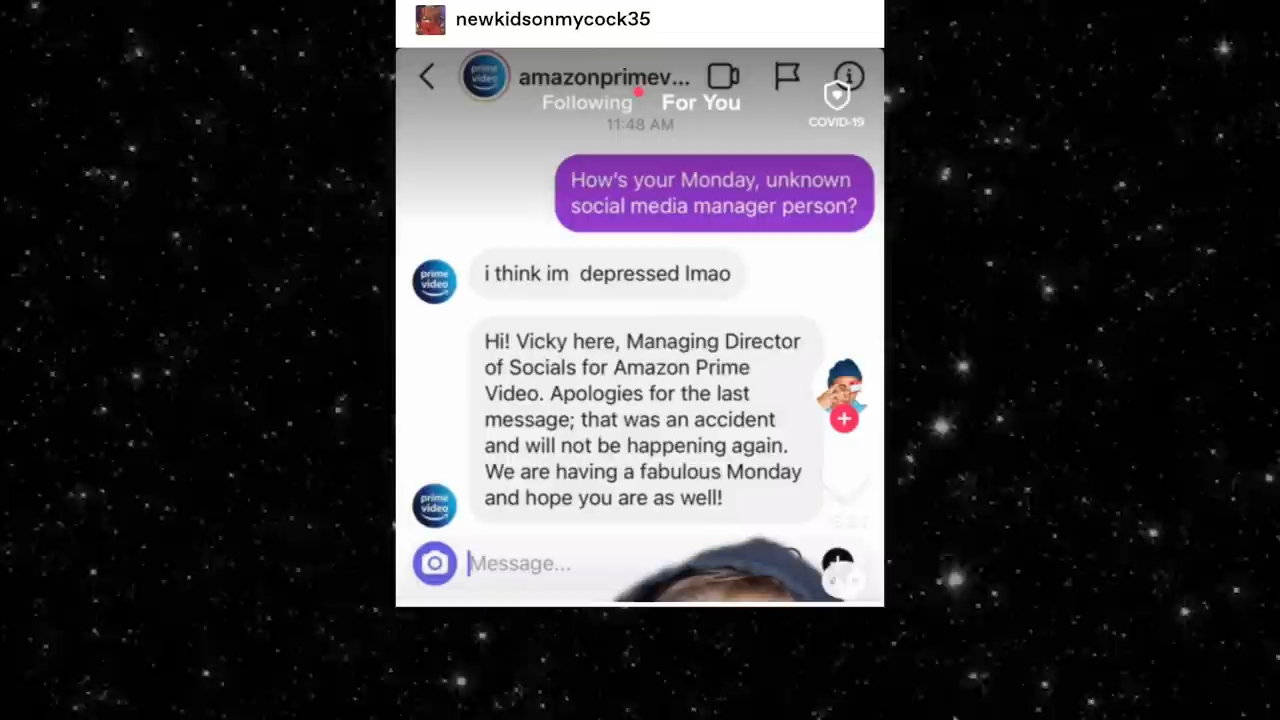 newkidsonmycock35
amazonprimev...
Following For You
11:48 AM
COVID-19
How's your Monday, unknown
social media manager person?
prime
video
i think im depressed lmao
Hi! Vicky here, Managing Director
of Socials for Amazon Prime
Video. Apologies for the last
message; that was an accident
and will not be happening again.
We are having a fabulous Monday
and hope you are as well!
prime
video
Message...